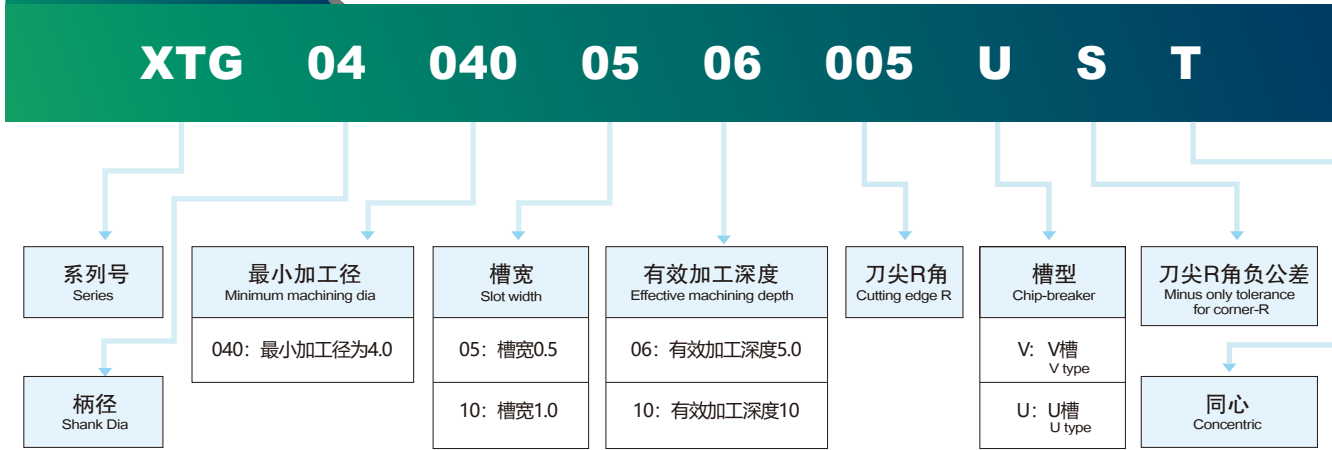 XTG 04 040 05 06 005 U S T
系列号
Series
最小加工径
Minimum machining dia
040：最小加工径为4.0
槽宽
Slot width
05：槽宽0.5
10：槽宽1.0
有效加工深度
Effective machining depth
06：有效加工深度5.0
10：有效加工深度10
刀尖R角
Cutting edge R
槽型
Chip-breaker
V：V槽
V type
U：U槽
U type
刀尖R角负公差
Minus only tolerance
for corner-R
柄径
Shank Dia
同心
Concentric